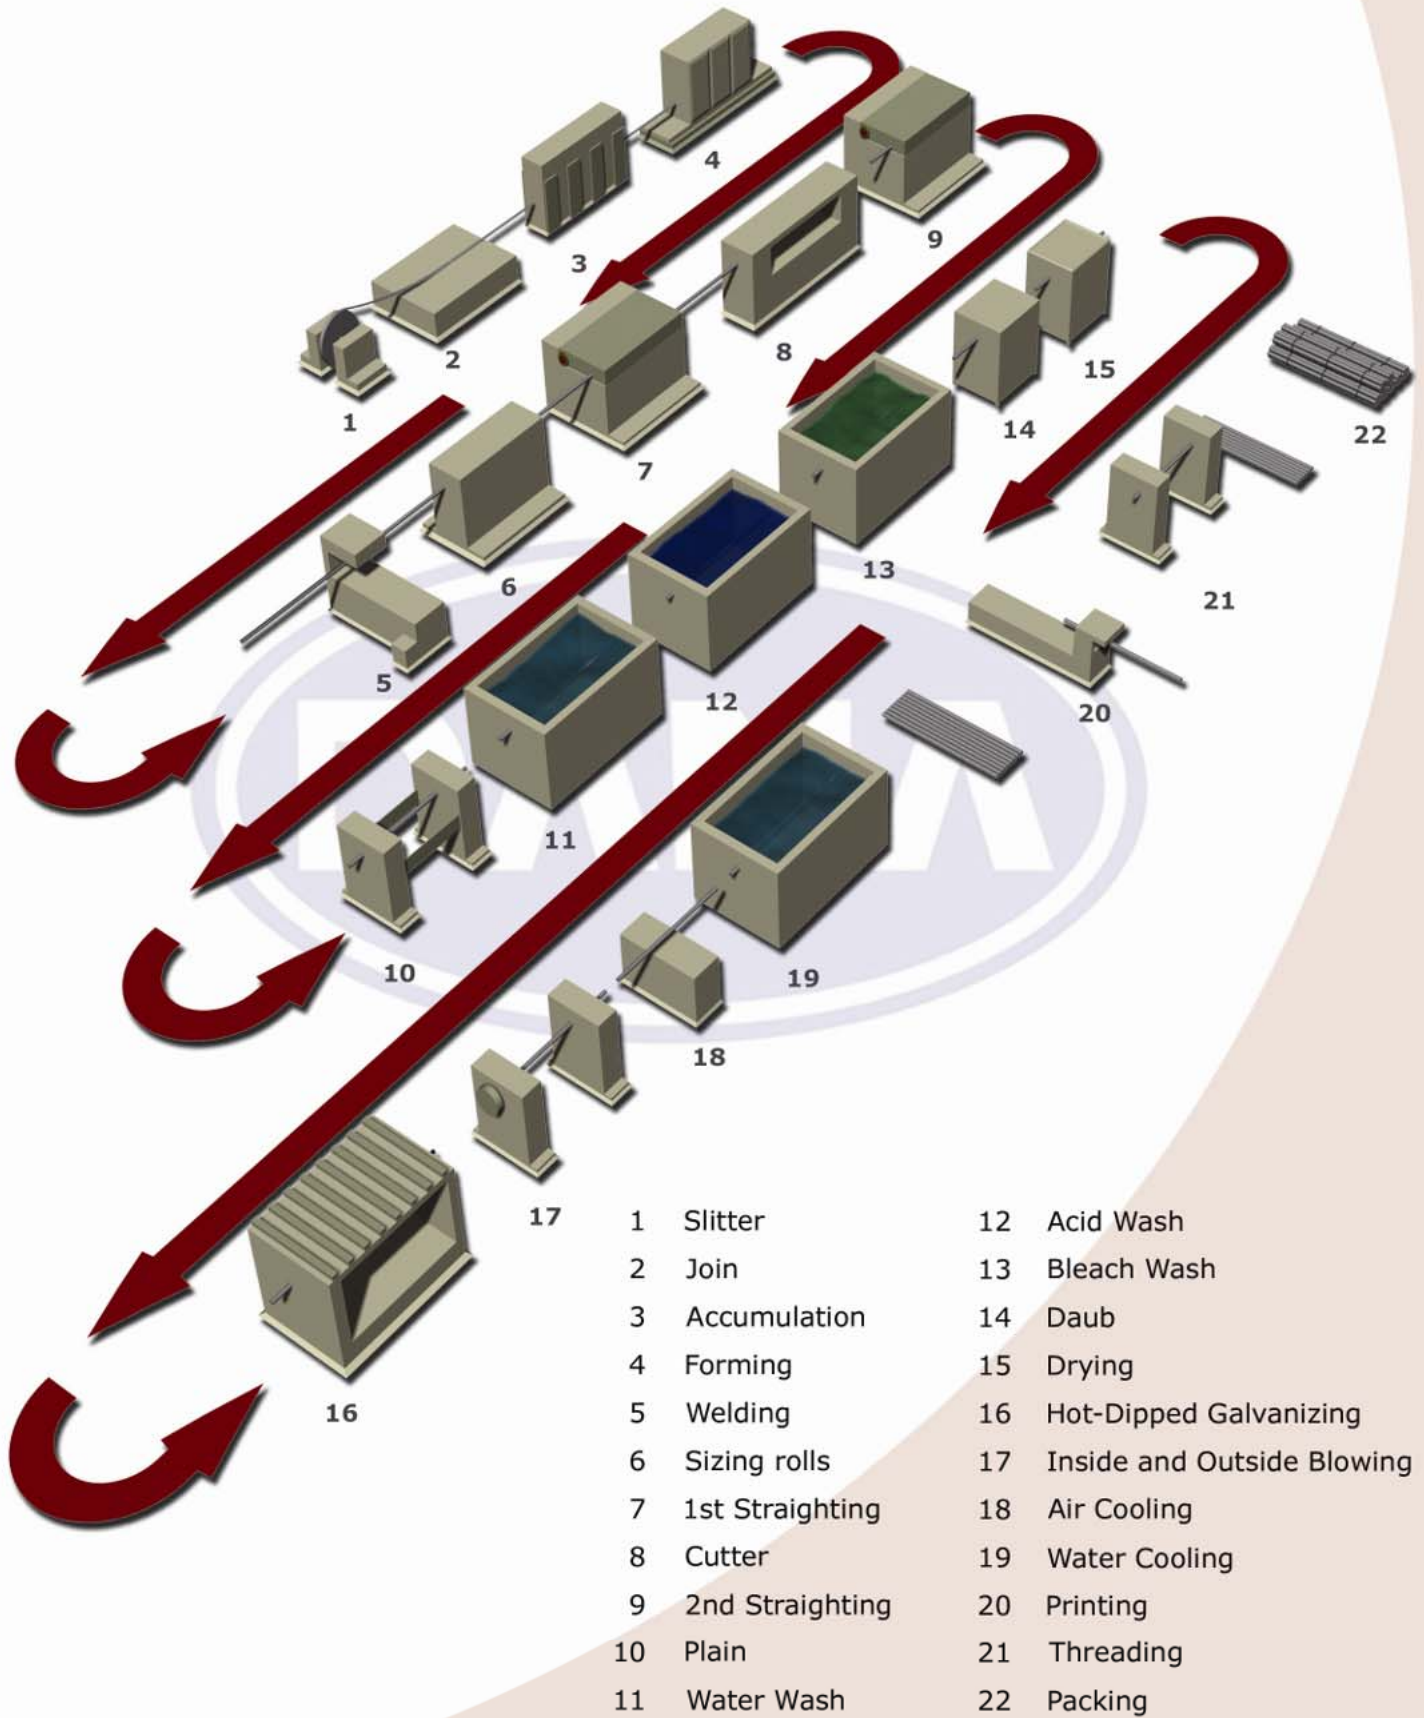 4
3
9
2
8
15
1
14
22
7
13
6
21
5
12
20
11
10
19
18
17
16
1 Slitter
2 Join
3 Accumulation
4 Forming
5 Welding
6 Sizing rolls
7 1st Straighting
8 Cutter
9 2nd Straighting
10 Plain
11 Water Wash
12 Acid Wash
13 Bleach Wash
14 Daub
15 Drying
16 Hot-Dipped Galvanizing
17 Inside and Outside Blowing
18 Air Cooling
19 Water Cooling
20 Printing
21 Threading
22 Packing